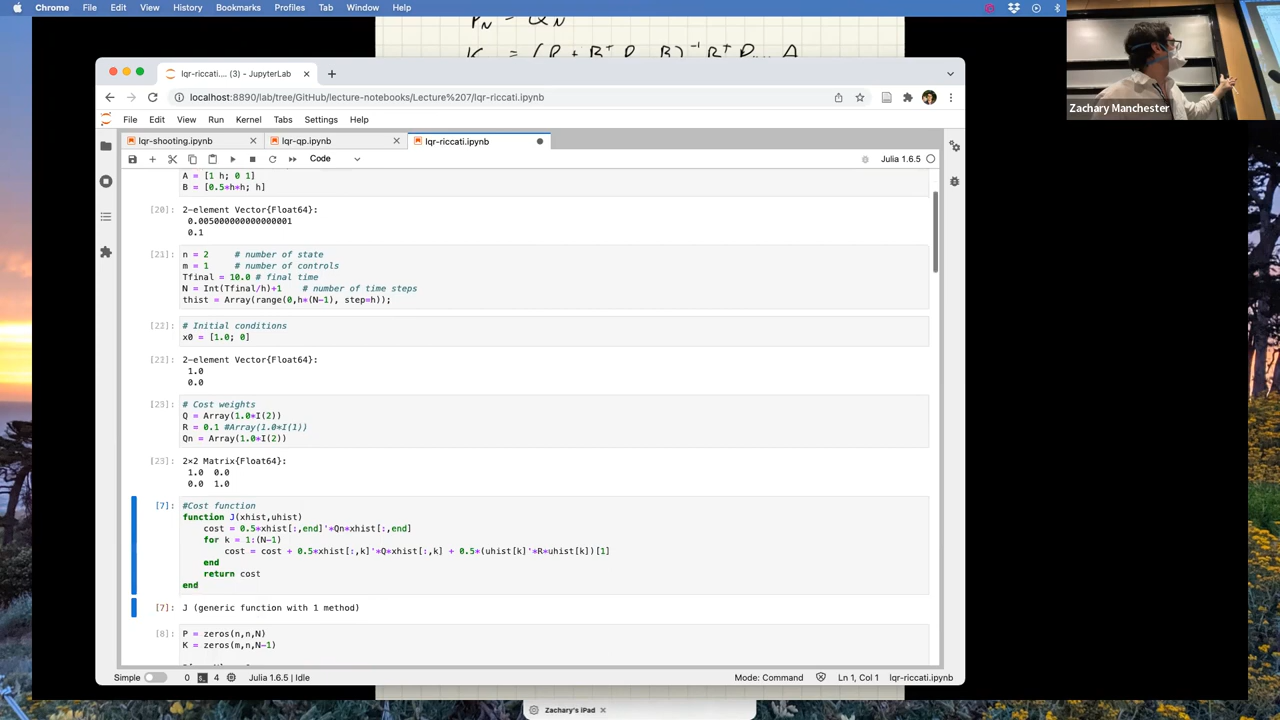 Chrome File Edit View History Bookmarks Profiles Tab Window Help
lqr-riccati.... (3) - JupyterLab
localhost:8890/lab/tree/GitHub/lecture-notebooks/Lecture%207/lqr-riccati.ipynb
File Edit View Run Kernel Tabs Settings Help
lqr-shooting.ipynb lqr-qp.ipynb lqr-riccati.ipynb
Code Julia 1.6.5
A = [1 h; 0 1]
B = [0.5*h*h; h]
[20]: 2-element Vector{Float64}:
0.005000000000000001
0.1
[21]: n = 2 # number of state
m = 1 # number of controls
Tfinal = 10.0 # final time
N = Int(Tfinal/h)+1 # number of time steps
thist = Array(range(0,h*(N-1), step=h));
[22]: # Initial conditions
x0 = [1.0; 0]
[22]: 2-element Vector{Float64}:
1.0
0.0
[23]: # Cost weights
Q = Array(1.0*I(2))
R = 0.1 #Array(1.0*I(1))
Qn = Array(1.0*I(2))
[23]: 2×2 Matrix{Float64}:
1.0 0.0
0.0 1.0
[7]: #Cost function
function J(xhist,uhist)
cost = 0.5*xhist[:,end]'*Qn*xhist[:,end]
for k = 1:(N-1)
cost = cost + 0.5*xhist[:,k]'*Q*xhist[:,k] + 0.5*(uhist[k]'*R*uhist[k])[1]
end
return cost
end
[7]: J (generic function with 1 method)
[8]: P = zeros(n,n,N)
K = zeros(m,n,N-1)
Simple 0 4 Julia 1.6.5 | Idle Mode: Command Ln 1, Col 1 lqr-riccati.ipynb
Zachary's iPad
Zachary Manchester